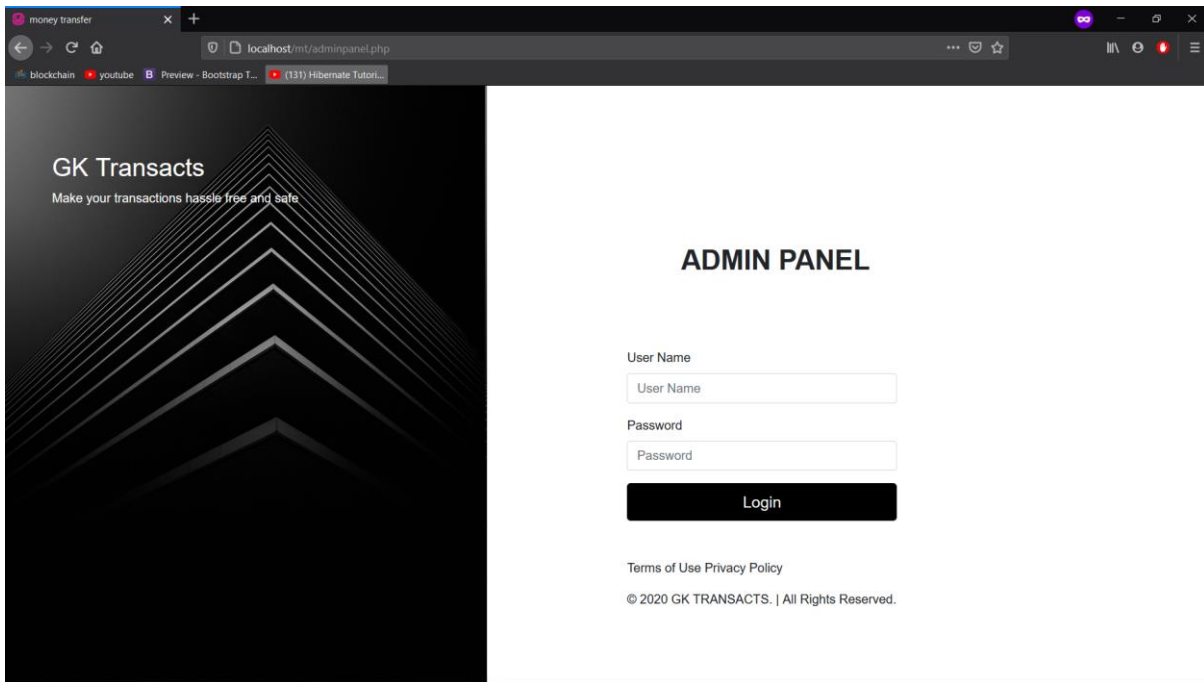 money transfer
localhost/mt/adminpanel.php
blockchain youtube B Preview - Bootstrap T... (131) Hibernate Tutori...
GK Transacts
Make your transactions hassle free and safe
ADMIN PANEL
User Name
User Name
Password
Password
Login
Terms of Use Privacy Policy
© 2020 GK TRANSACTS. | All Rights Reserved.